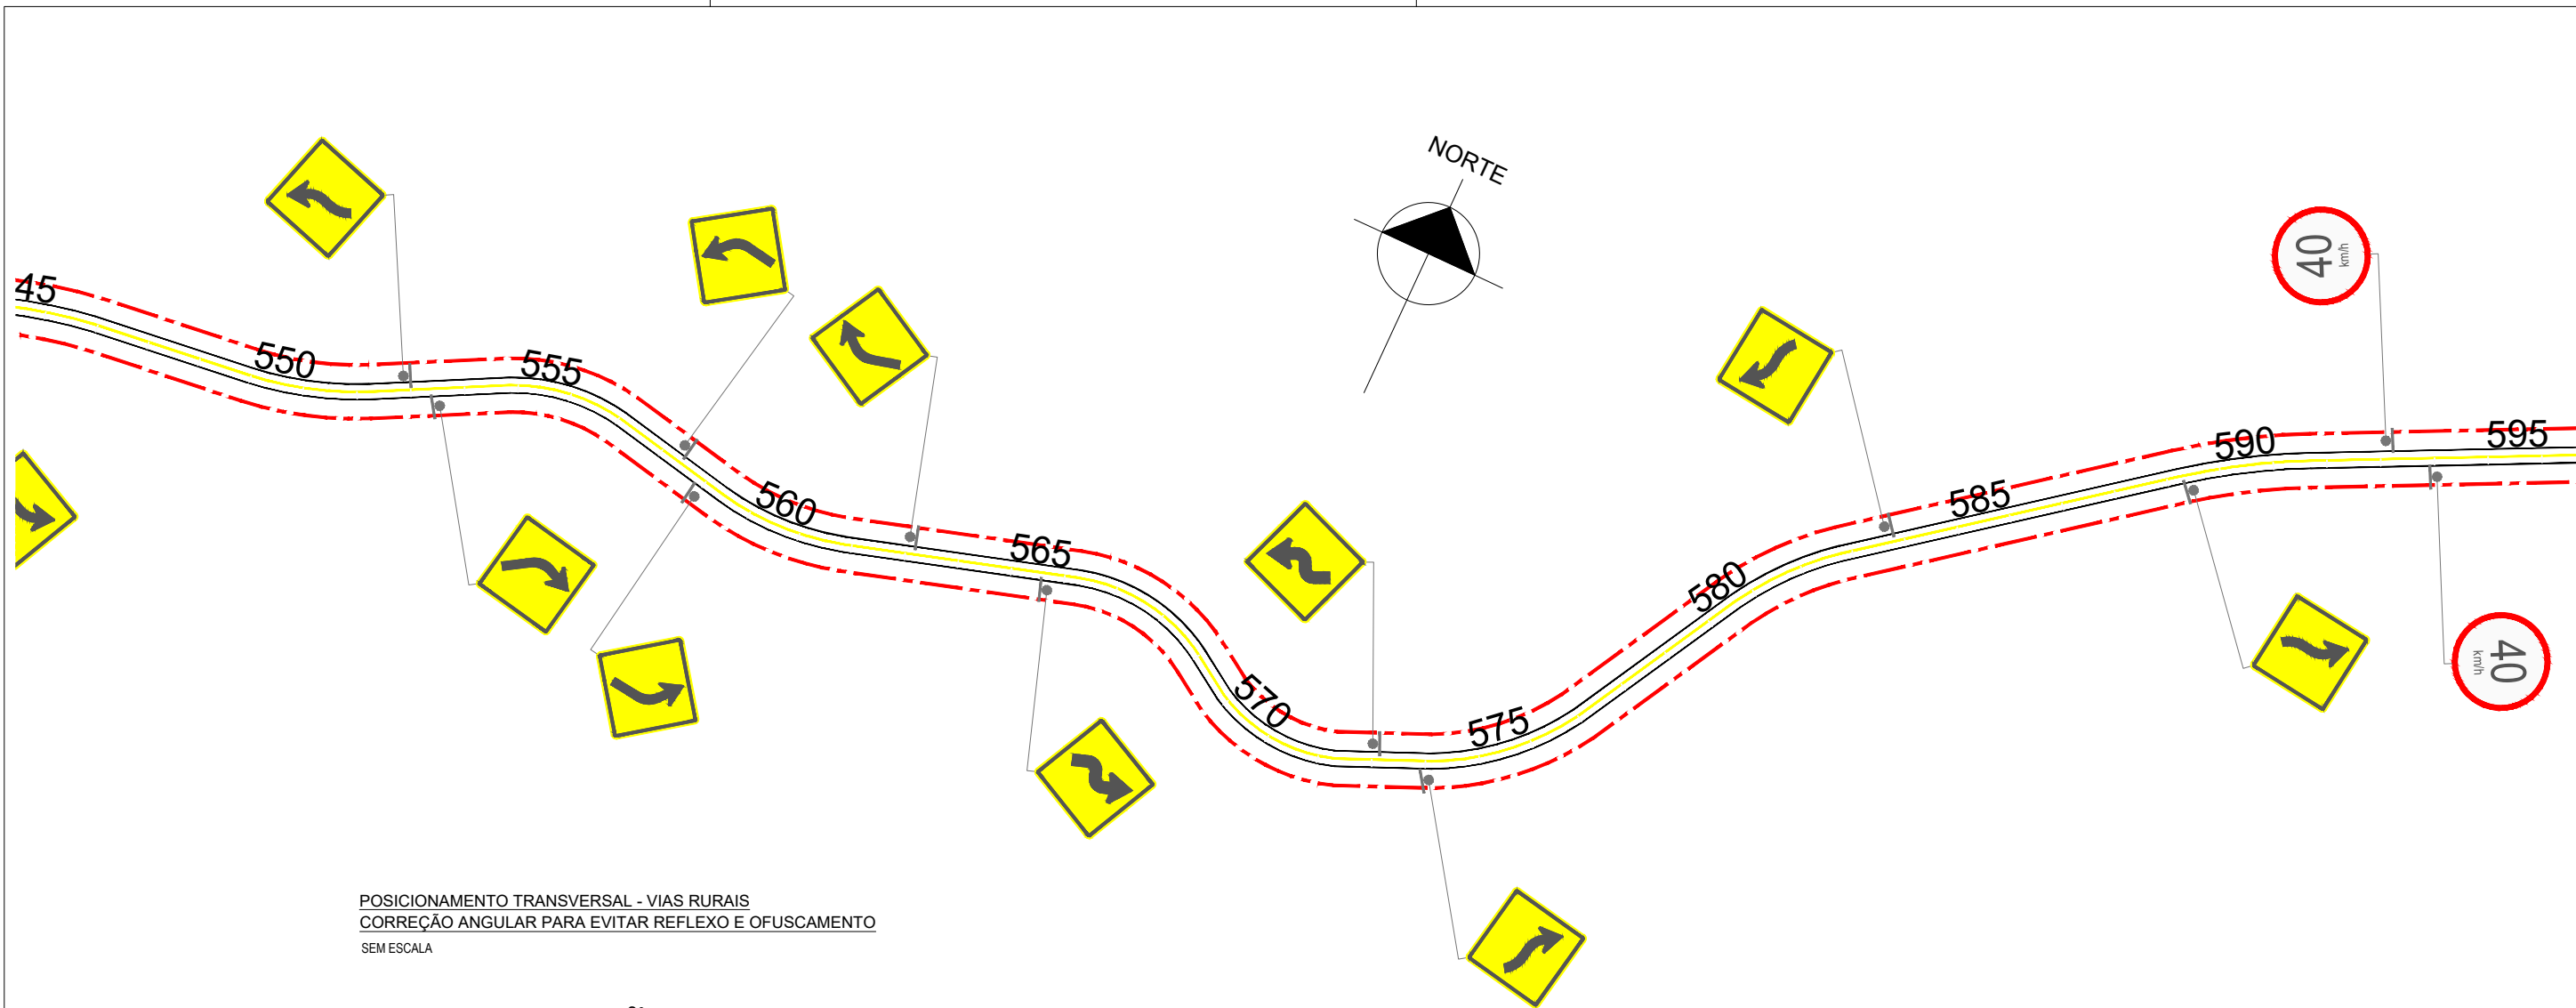 NORTE
40
km/h
45
550
555
560
565
570
575
580
585
590
595
40
km/h
POSICIONAMENTO TRANSVERSAL - VIAS RURAIS
CORREÇÃO ANGULAR PARA EVITAR REFLEXO E OFUSCAMENTO
SEM ESCALA